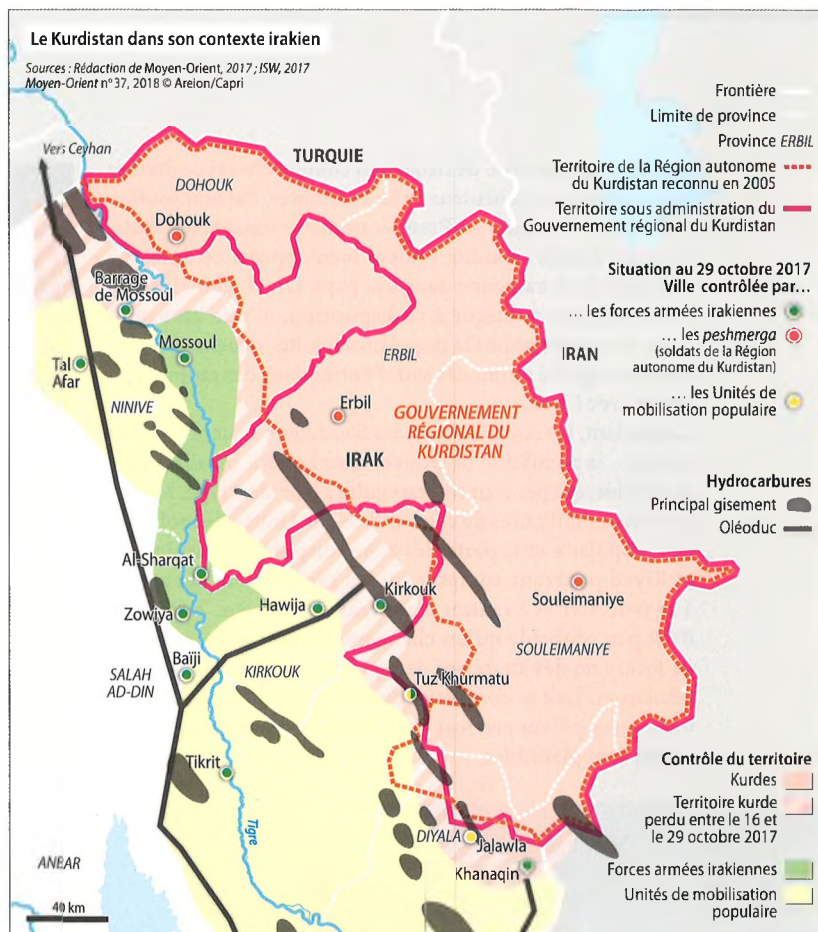 Le Kurdistan dans son contexte irakien
Sources : Rédaction de Moyen-Orient, 2017 ; ISW, 2017
Moyen-Orient n° 37, 2018 © Areion/Capri
Frontière
Limite de province
Province ERBIL
Territoire de la Région autonome
du Kurdistan reconnu en 2005
Territoire sous administration du
Gouvernement régional du Kurdistan
Situation au 29 octobre 2017
Ville contrôlée par...
... les forces armées irakiennes
... les peshmerga
(soldats de la Région
autonome du Kurdistan)
... les Unités de
mobilisation populaire
Hydrocarbures
Principal gisement
Oléoduc
Contrôle du territoire
Kurdes
Territoire kurde
perdu entre le 16 et
le 29 octobre 2017
Forces armées irakiennes
Unités de mobilisation
populaire
Vers Ceyhan
TURQUIE
DOHOUK
Dohouk
Barrage
de Mossoul
Mossoul
Tal
Afar
NINIVE
ERBIL
IRAN
Erbil
GOUVERNEMENT
RÉGIONAL DU
KURDISTAN
IRAK
Al-Sharqat
Zowiya
Hawija
Kirkouk
Souleimaniye
SOULEIMANIYE
Baïji
SALAH
AD-DIN
KIRKOUK
Tuz Khurmatu
Tikrit
Tigre
DIYALA
Jalawla
Khanaqin
ANBAR
40 km